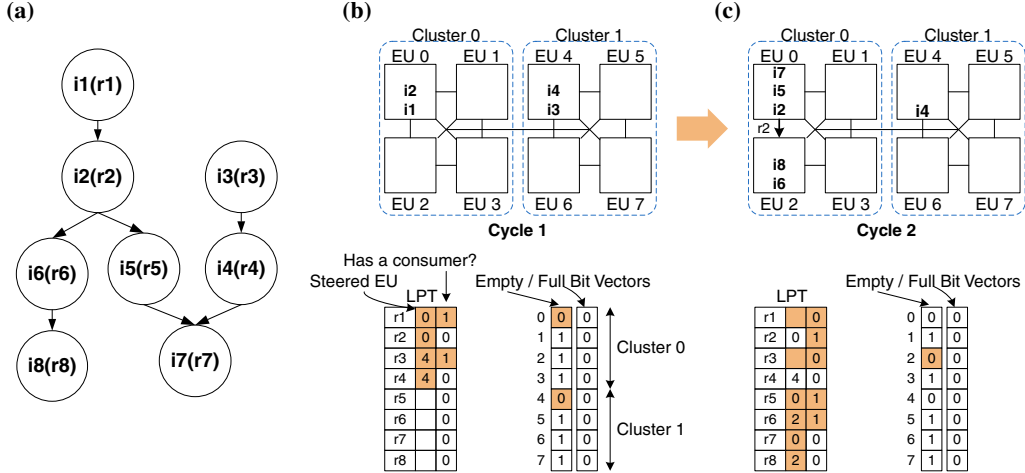 (a)
i1(r1)
i2(r2)
i3(r3)
i6(r6)
i5(r5)
i4(r4)
i8(r8)
i7(r7)
(b)
Cluster 0
Cluster 1
EU 0
EU 1
EU 4
EU 5
i2
i1
i4
i3
EU 2
EU 3
EU 6
EU 7
Cycle 1
Has a consumer?
Steered EU
LPT
r1 0 1
r2 0 0
r3 4 1
r4 4 0
r5 0
r6 0
r7 0
r8 0
Empty / Full Bit Vectors
0 0 0
1 1 0
2 1 0
3 1 0
4 0 0
5 1 0
6 1 0
7 1 0
Cluster 0
Cluster 1
(c)
Cluster 0
Cluster 1
EU 0
EU 1
EU 4
EU 5
i7
i5
i2
i4
r2
i8
i6
EU 2
EU 3
EU 6
EU 7
Cycle 2
LPT
r1 0
r2 0 1
r3 0
r4 4 0
r5 0 1
r6 2 1
r7 0 0
r8 2 0
Empty / Full Bit Vectors
0 0 0
1 1 0
2 0 0
3 1 0
4 0 0
5 1 0
6 1 0
7 1 0